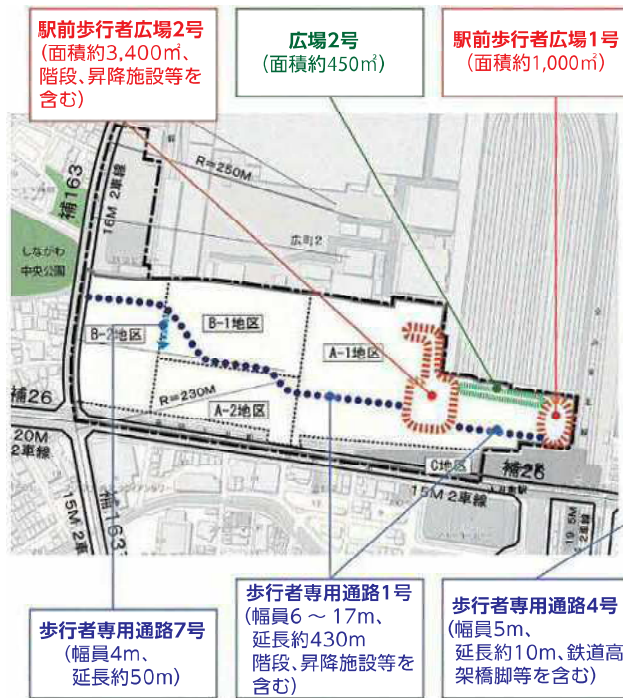 駅前歩行者広場2号
(面積約3,400㎡、
階段、昇降施設等を
含む)
広場2号
(面積約450㎡)
駅前歩行者広場1号
(面積約1,000㎡)
補163
16M 2車線
R=250M
広町2
しながわ
中央公園
B-2地区
B-1地区
A-1地区
R=230M
A-2地区
C地区
補26
20M
2車線
15M 2車線
補163
補26
15M 2車線
19.5M
歩行者専用通路7号
(幅員4m、
延長約50m)
歩行者専用通路1号
(幅員6～17m、
延長約430m
階段、昇降施設等を
含む)
歩行者専用通路4号
(幅員5m、
延長約10m、鉄道高
架橋脚等を含む)